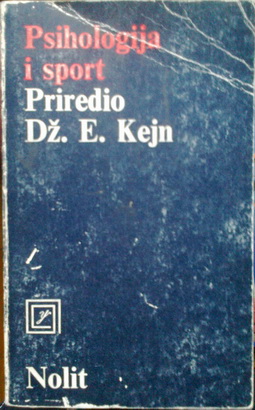 Psihologija
i sport
Priredio
Dž. E. Kejn
Nolit